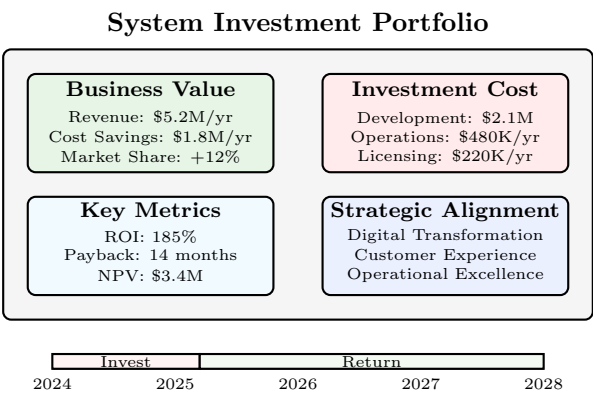 System Investment Portfolio
Business Value
Revenue: $5.2M/yr
Cost Savings: $1.8M/yr
Market Share: +12%
Investment Cost
Development: $2.1M
Operations: $480K/yr
Licensing: $220K/yr
Key Metrics
ROI: 185%
Payback: 14 months
NPV: $3.4M
Strategic Alignment
Digital Transformation
Customer Experience
Operational Excellence
Invest Return
2024 2025 2026 2027 2028